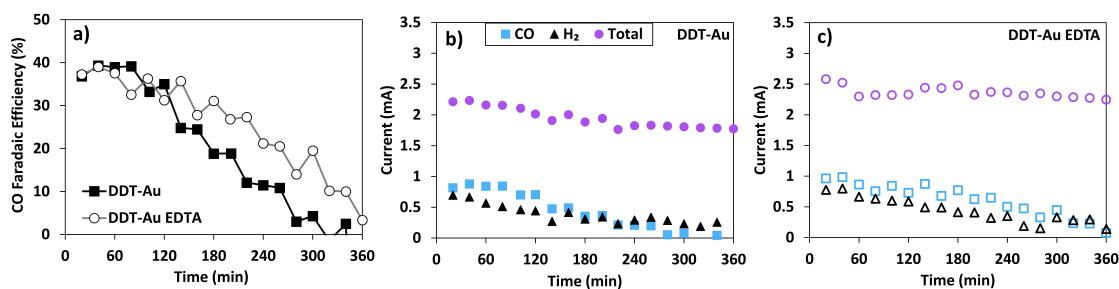 a)
CO Faradaic Efficiency (%)
50
40
30
20
10
0
DDT-Au
DDT-Au EDTA
0 60 120 180 240 300 360
Time (min)
b)
CO H₂ Total
DDT-Au
Current (mA)
3.5
3
2.5
2
1.5
1
0.5
0
0 60 120 180 240 300 360
Time (min)
c)
DDT-Au EDTA
Current (mA)
3.5
3
2.5
2
1.5
1
0.5
0
0 60 120 180 240 300 360
Time (min)